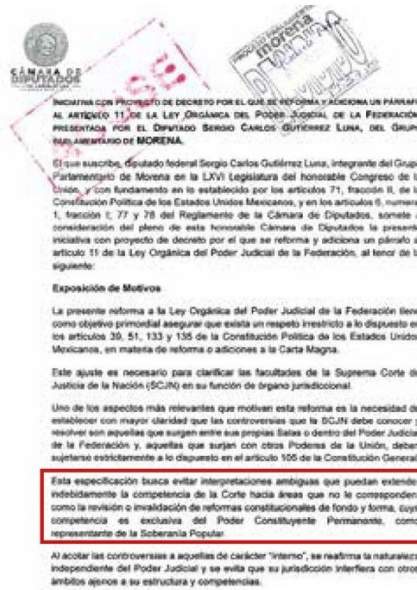 CÁMARA DE
DIPUTADOS
morena
INICIATIVA CON PROYECTO DE DECRETO POR EL QUE SE REFORMA Y ADICIONA UN PÁRRAFO
AL ARTÍCULO 11 DE LA LEY ORGÁNICA DEL PODER JUDICIAL DE LA FEDERACIÓN,
PRESENTADA POR EL DIPUTADO SERGIO CARLOS GUTIÉRREZ LUNA, DEL GRUPO
PARLAMENTARIO DE MORENA.
El que suscribe, diputado federal Sergio Carlos Gutiérrez Luna, integrante del Grupo
Parlamentario de Morena en la LXVI Legislatura del honorable Congreso de la
Unión, y con fundamento en lo establecido por los artículos 71, fracción II, de la
Constitución Política de los Estados Unidos Mexicanos, y en los artículos 6, numeral
1, fracción I; 77 y 78 del Reglamento de la Cámara de Diputados, somete a
consideración del pleno de esta honorable Cámara de Diputados la presente
iniciativa con proyecto de decreto por el que se reforma y adiciona un párrafo al
artículo 11 de la Ley Orgánica del Poder Judicial de la Federación, al tenor de la
siguiente:
Exposición de Motivos
La presente reforma a la Ley Orgánica del Poder Judicial de la Federación tiene
como objetivo primordial asegurar que exista un respeto irrestricto a lo dispuesto en
los artículos 39, 51, 133 y 135 de la Constitución Política de los Estados Unidos
Mexicanos, en materia de reforma o adiciones a la Carta Magna.
Este ajuste es necesario para clarificar las facultades de la Suprema Corte de
Justicia de la Nación (SCJN) en su función de órgano jurisdiccional.
Uno de los aspectos más relevantes que motivan esta reforma es la necesidad de
establecer con mayor claridad que las controversias que la SCJN debe conocer y
resolver son aquellas que surgen entre sus propias Salas o dentro del Poder Judicial
de la Federación y, aquellas que surjan con otros Poderes de la Unión, deben
sujetarse estrictamente a lo dispuesto en el artículo 105 de la Constitución General.
Esta especificación busca evitar interpretaciones ambiguas que puedan extender
indebidamente la competencia de la Corte hacia áreas que no le corresponden
como la revisión o invalidación de reformas constitucionales de fondo y forma, cuya
competencia es exclusiva del Poder Constituyente Permanente, como
representante de la Soberanía Popular.
Al acotar las controversias a aquellas de carácter "interno", se reafirma la naturaleza
independiente del Poder Judicial y se evita que su jurisdicción interfiera con otros
ámbitos ajenos a su estructura y competencias.